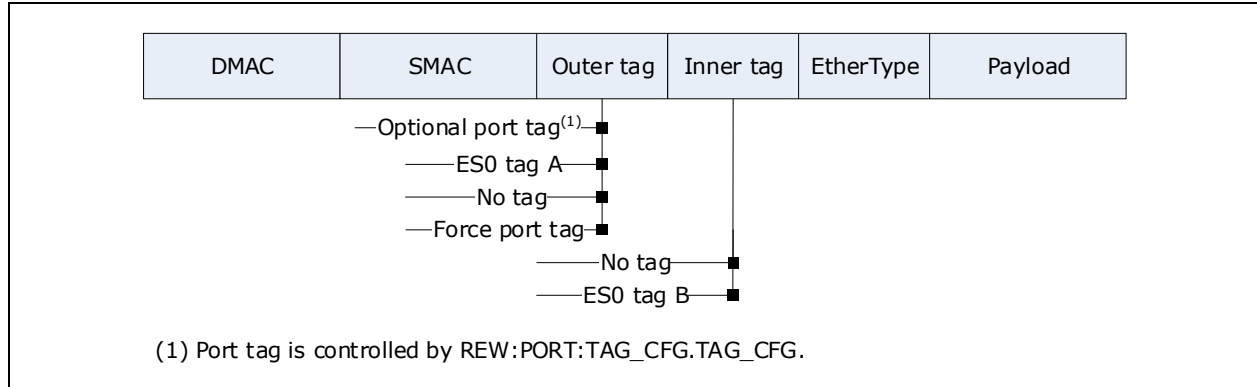 DMAC SMAC Outer tag Inner tag EtherType Payload
Optional port tag(1)
ES0 tag A
No tag
Force port tag
No tag
ES0 tag B
(1) Port tag is controlled by REW:PORT:TAG_CFG.TAG_CFG.